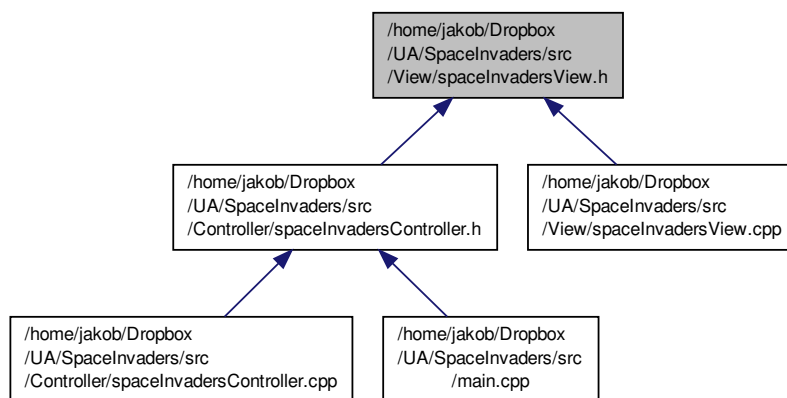 /home/jakob/Dropbox
/UA/SpaceInvaders/src
/View/spaceInvadersView.h
/home/jakob/Dropbox
/UA/SpaceInvaders/src
/Controller/spaceInvadersController.h
/home/jakob/Dropbox
/UA/SpaceInvaders/src
/View/spaceInvadersView.cpp
/home/jakob/Dropbox
/UA/SpaceInvaders/src
/Controller/spaceInvadersController.cpp
/home/jakob/Dropbox
/UA/SpaceInvaders/src
/main.cpp